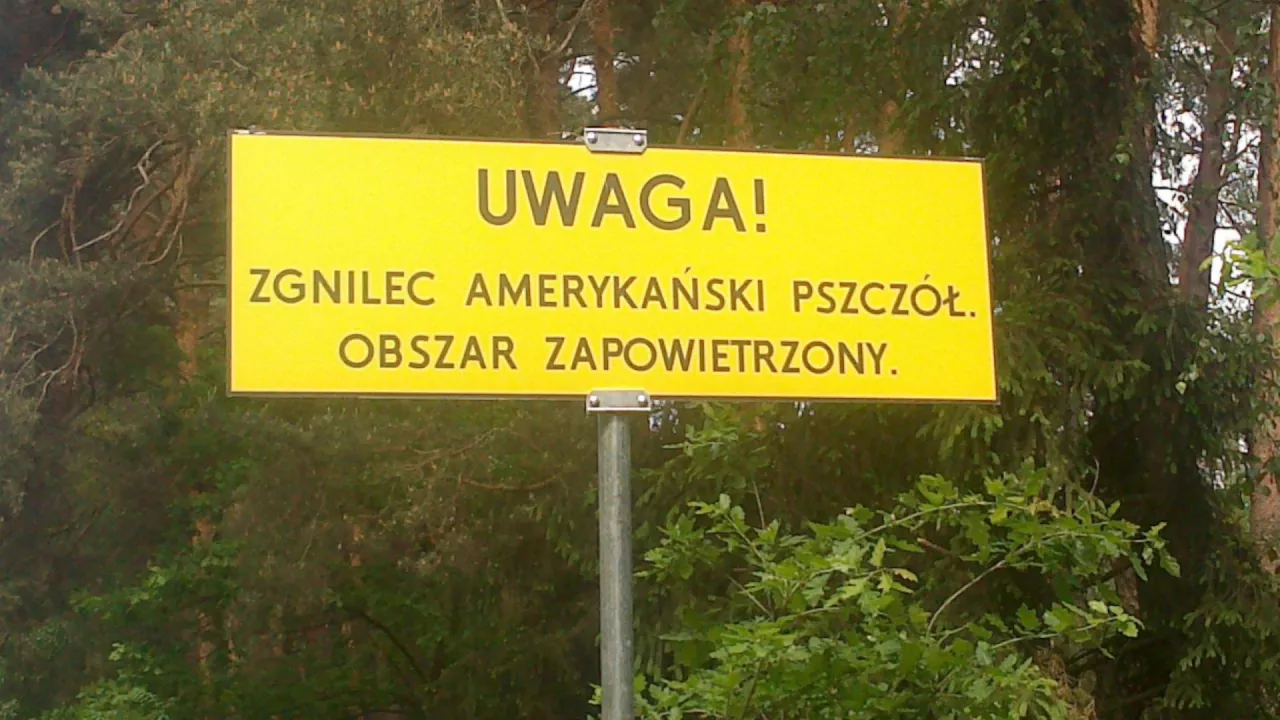 UWAGA!
ZGNILEC AMERYKAŃSKI PSZCZÓŁ.
OBSZAR ZAPOWIETRZONY.